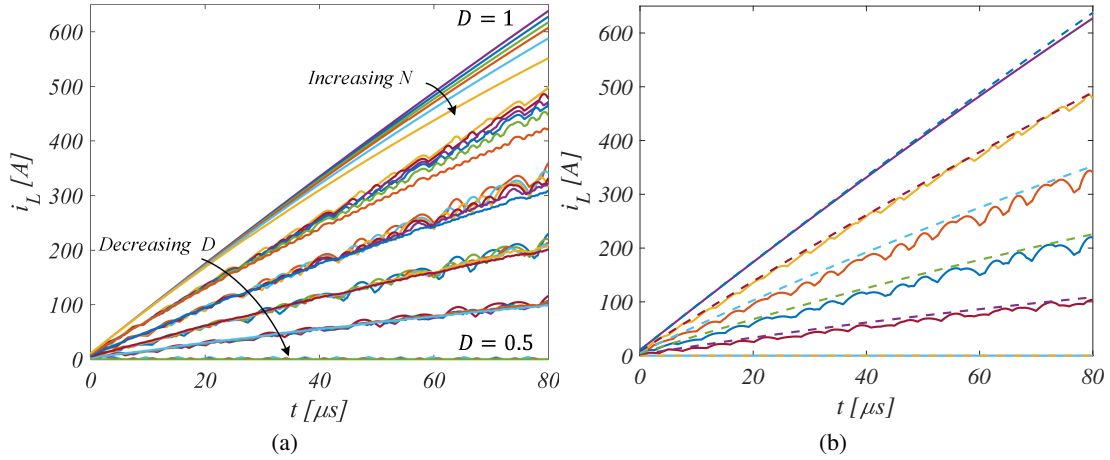 600
500
400
300
200
100
0
i_L [A]
D = 1
Increasing N
Decreasing D
D = 0.5
0 20 40 60 80
t [μs]
(a)
600
500
400
300
200
100
0
i_L [A]
0 20 40 60 80
t [μs]
(b)